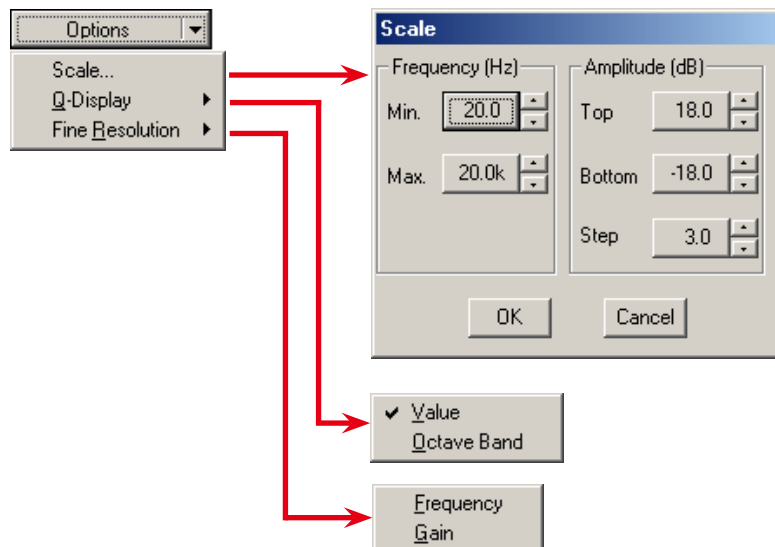 Options
Scale...
Q-Display
Fine Resolution
Scale
Frequency (Hz)
Min. 20.0
Max. 20.0k
Amplitude (dB)
Top 18.0
Bottom -18.0
Step 3.0
OK Cancel
Value
Octave Band
Frequency
Gain